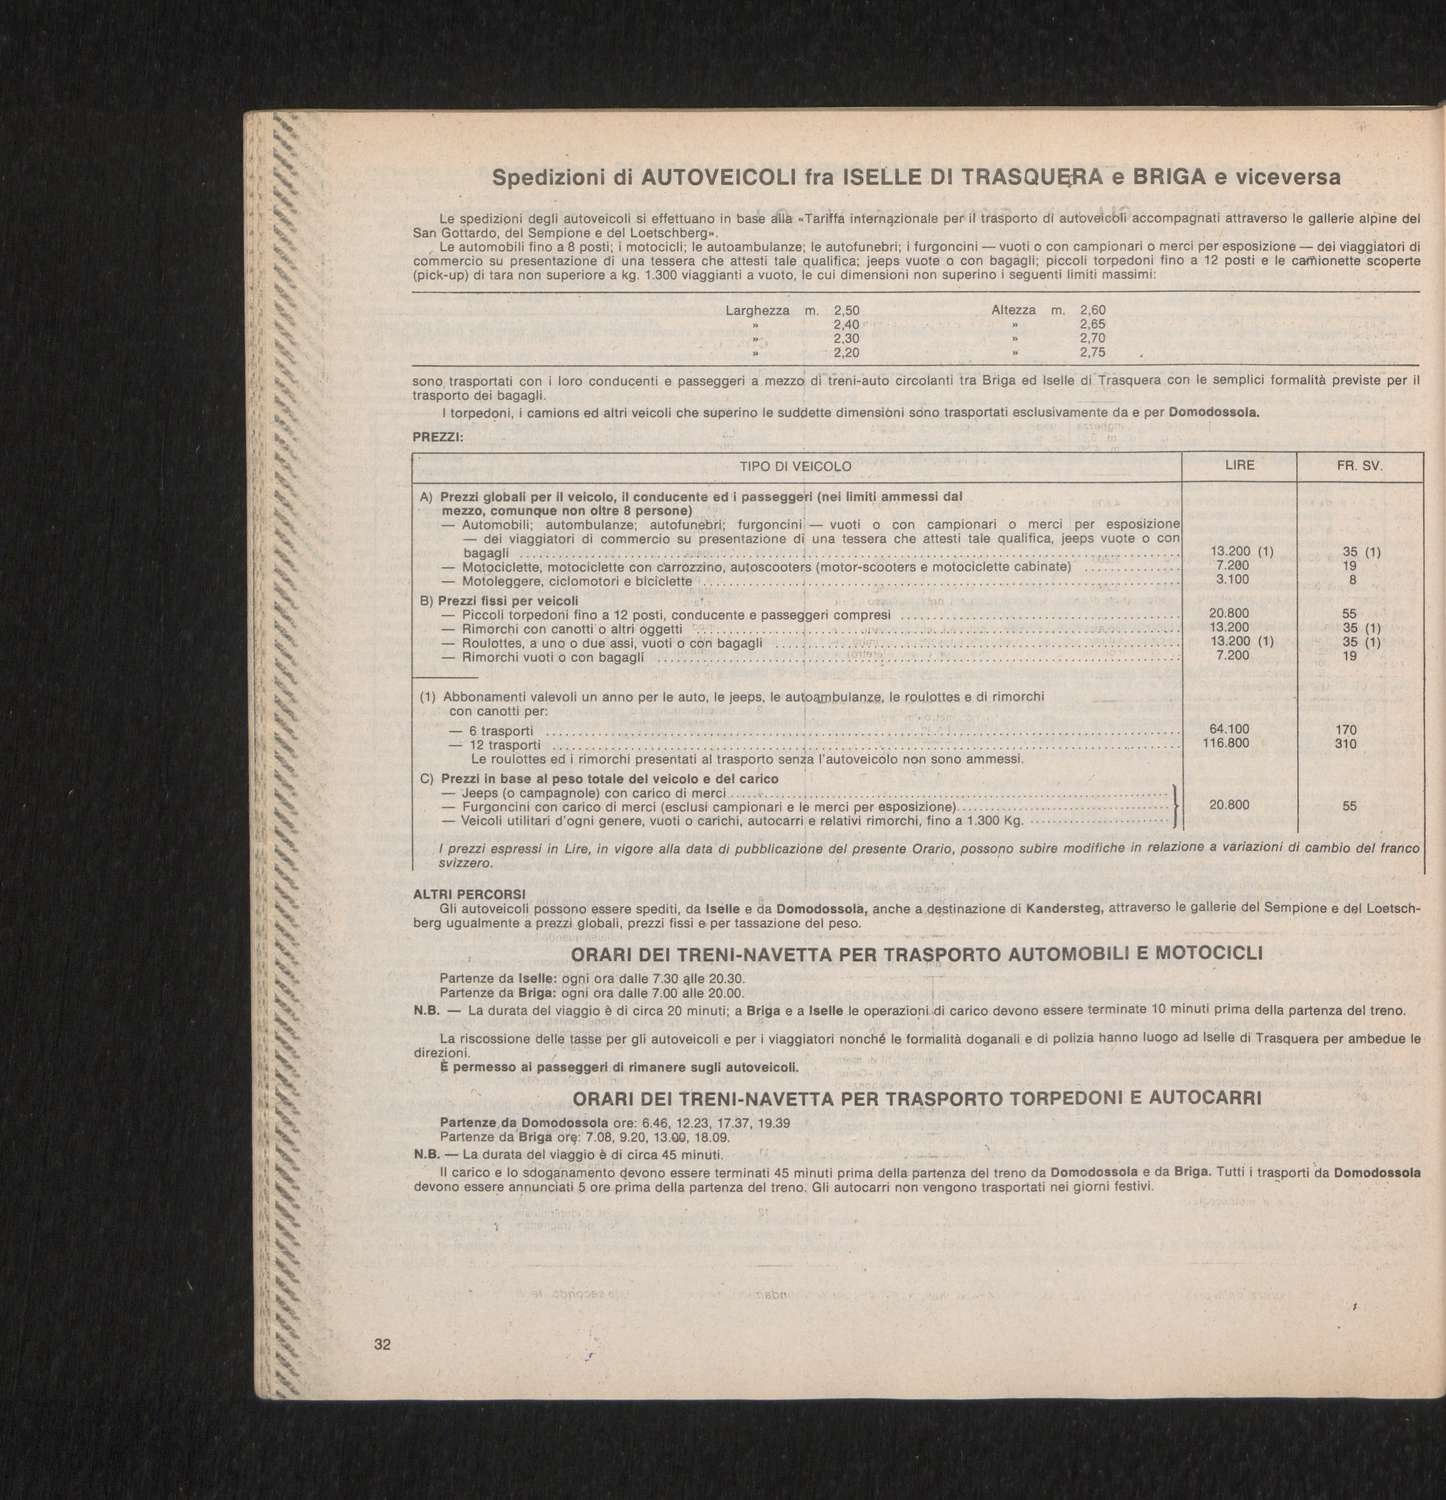 Spedizioni di AUTOVEICOLI fra ISELLE DI TRASQUERA e BRIGA e viceversa
Le spedizioni degli autoveicoli si effettuano in base alla «Tariffa internazionale per il trasporto di autoveicoli accompagnati attraverso le gallerie alpine del
San Gottardo, del Sempione e del Loetschberg».
Le automobili fino a 8 posti; i motocicli; le autoambulanze; le autofunebri; i furgoncini — vuoti o con campionari o merci per esposizione — dei viaggiatori di
commercio su presentazione di una tessera che attesti tale qualifica; jeeps vuote o con bagagli; piccoli torpedoni fino a 12 posti e le camionette scoperte
(pick-up) di tara non superiore a kg. 1.300 viaggianti a vuoto, le cui dimensioni non superino i seguenti limiti massimi:
Larghezza m. 2,50 Altezza m. 2,60
» 2,40 » 2,65
» 2,30 » 2,70
» 2,20 » 2,75
sono trasportati con i loro conducenti e passeggeri a mezzo di treni-auto circolanti tra Briga ed Iselle di Trasquera con le semplici formalità previste per il
trasporto dei bagagli.
I torpedoni, i camions ed altri veicoli che superino le suddette dimensioni sono trasportati esclusivamente da e per Domodossola.
PREZZI:
TIPO DI VEICOLO LIRE FR. SV.
A) Prezzi globali per il veicolo, il conducente ed i passeggeri (nei limiti ammessi dal
mezzo, comunque non oltre 8 persone)
— Automobili; autombulanze; autofunebri; furgoncini — vuoti o con campionari o merci per esposizione
— dei viaggiatori di commercio su presentazione di una tessera che attesti tale qualifica, jeeps vuote o con
bagagli 13.200 (1) 35 (1)
— Motociclette, motociclette con carrozzino, autoscooters (motor-scooters e motociclette cabinate) 7.200 19
— Motoleggere, ciclomotori e biciclette 3.100 8
B) Prezzi fissi per veicoli
— Piccoli torpedoni fino a 12 posti, conducente e passeggeri compresi 20.800 55
— Rimorchi con canotti o altri oggetti 13.200 35 (1)
— Roulottes, a uno o due assi, vuoti o con bagagli 13.200 (1) 35 (1)
— Rimorchi vuoti o con bagagli 7.200 19
(1) Abbonamenti valevoli un anno per le auto, le jeeps, le autoambulanze, le roulottes e di rimorchi
con canotti per:
— 6 trasporti 64.100 170
— 12 trasporti 116.800 310
Le roulottes ed i rimorchi presentati al trasporto senza l'autoveicolo non sono ammessi.
C) Prezzi in base al peso totale del veicolo e del carico
— Jeeps (o campagnole) con carico di merci
— Furgoncini con carico di merci (esclusi campionari e le merci per esposizione) 20.800 55
— Veicoli utilitari d'ogni genere, vuoti o carichi, autocarri e relativi rimorchi, fino a 1.300 Kg.
I prezzi espressi in Lire, in vigore alla data di pubblicazione del presente Orario, possono subire modifiche in relazione a variazioni di cambio del franco
svizzero.
ALTRI PERCORSI
Gli autoveicoli possono essere spediti, da Iselle e da Domodossola, anche a destinazione di Kandersteg, attraverso le gallerie del Sempione e del Loetsch-
berg ugualmente a prezzi globali, prezzi fissi e per tassazione del peso.
ORARI DEI TRENI-NAVETTA PER TRASPORTO AUTOMOBILI E MOTOCICLI
Partenze da Iselle: ogni ora dalle 7.30 alle 20.30.
Partenze da Briga: ogni ora dalle 7.00 alle 20.00.
N.B. — La durata del viaggio è di circa 20 minuti; a Briga e a Iselle le operazioni di carico devono essere terminate 10 minuti prima della partenza del treno.
La riscossione delle tasse per gli autoveicoli e per i viaggiatori nonché le formalità doganali e di polizia hanno luogo ad Iselle di Trasquera per ambedue le
direzioni.
È permesso ai passeggeri di rimanere sugli autoveicoli.
ORARI DEI TRENI-NAVETTA PER TRASPORTO TORPEDONI E AUTOCARRI
Partenze da Domodossola ore: 6.46, 12.23, 17.37, 19.39
Partenze da Briga ore: 7.08, 9.20, 13.00, 18.09.
N.B. — La durata del viaggio è di circa 45 minuti.
Il carico e lo sdoganamento devono essere terminati 45 minuti prima della partenza del treno da Domodossola e da Briga. Tutti i trasporti da Domodossola
devono essere annunciati 5 ore prima della partenza del treno. Gli autocarri non vengono trasportati nei giorni festivi.
32